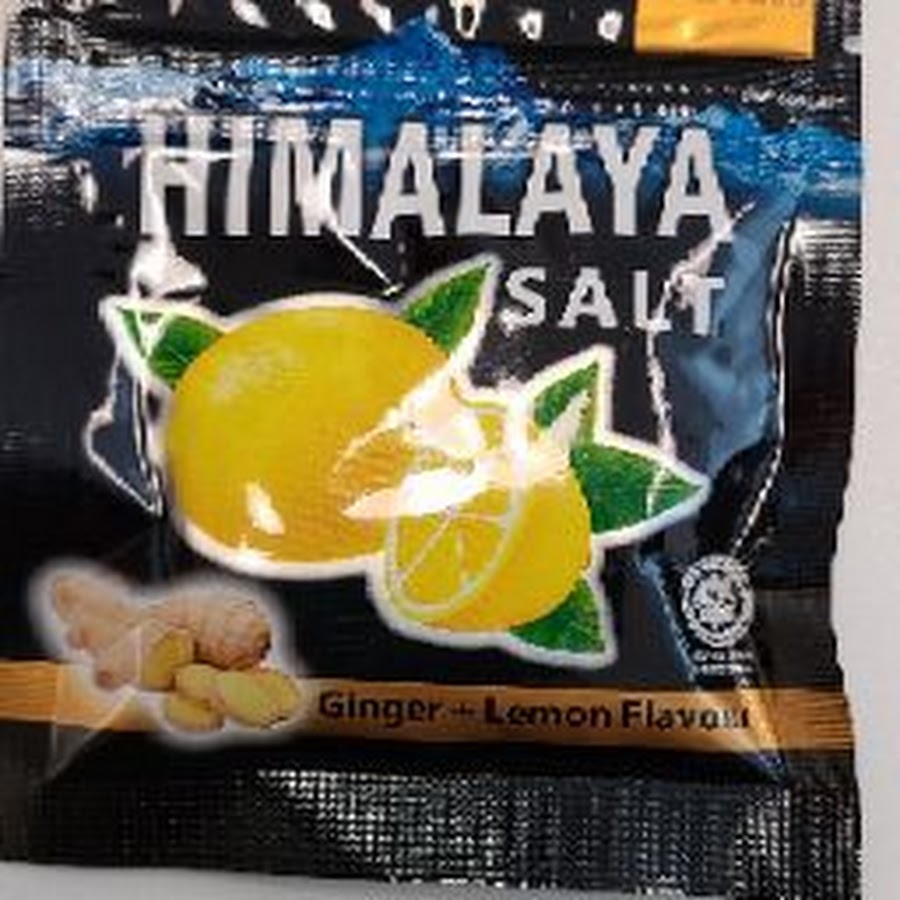 HIMALAYA
SALT
Ginger + Lemon Flavour